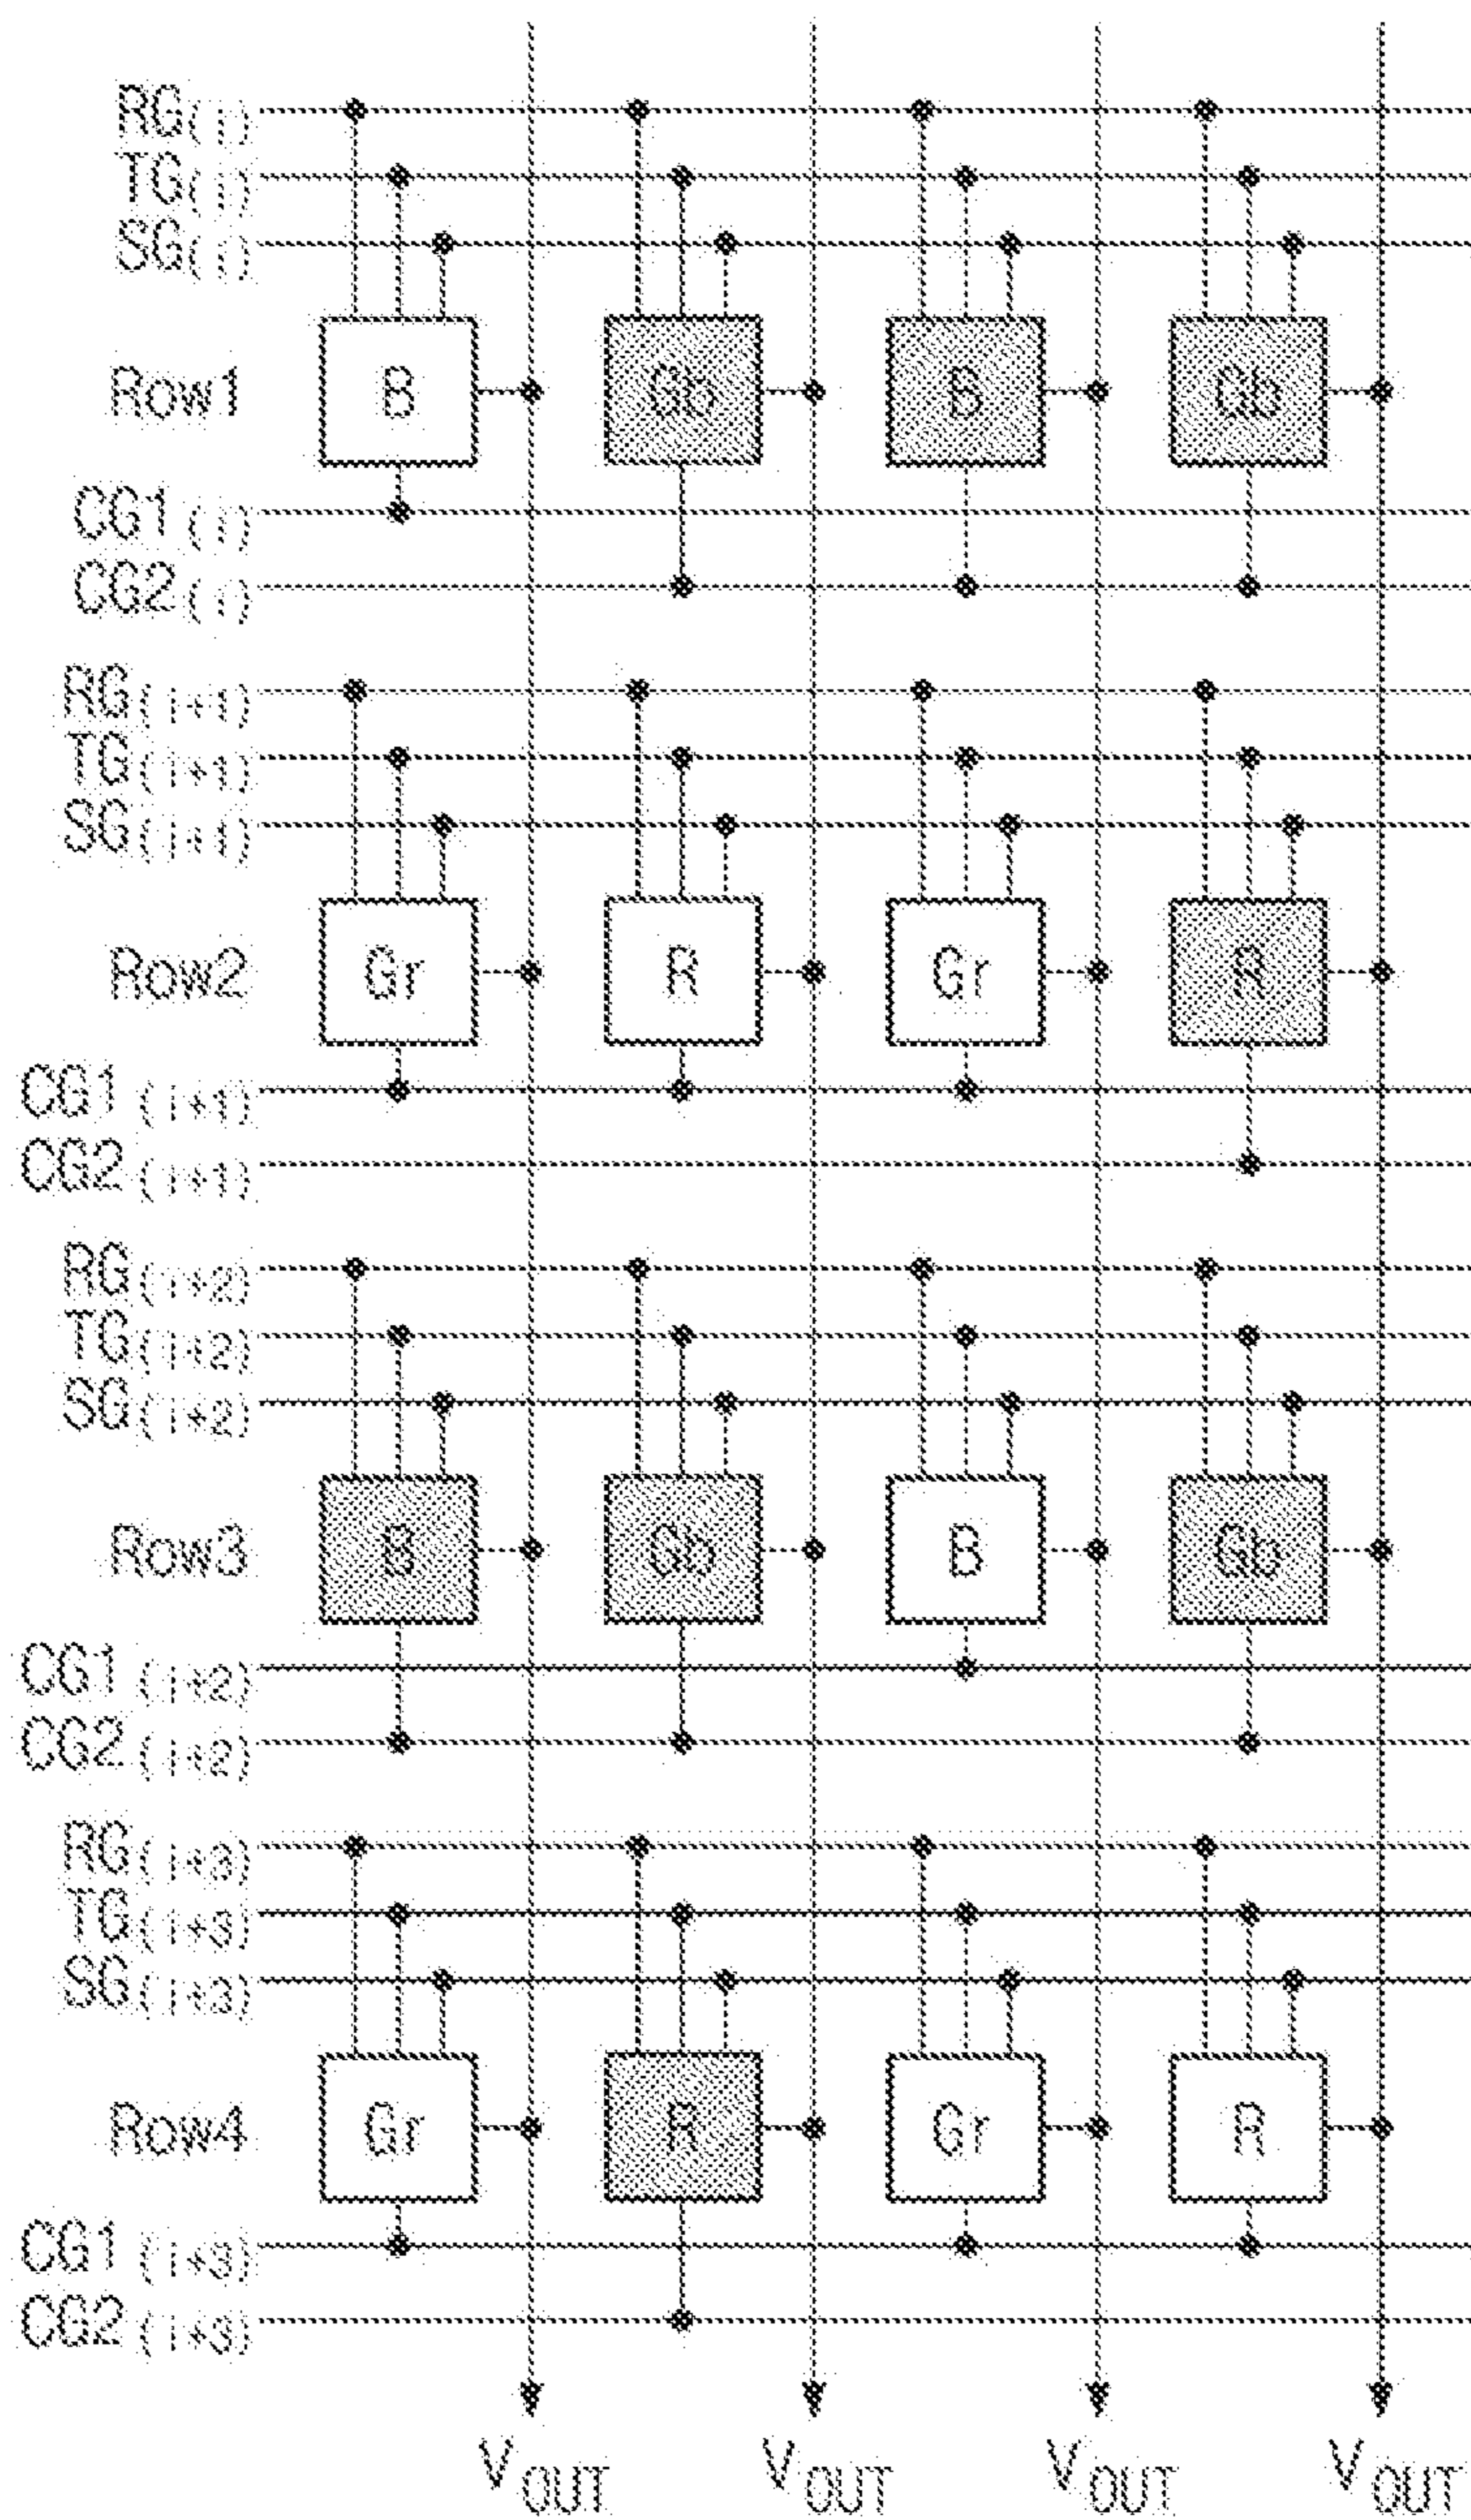 RG(i)
TG(i)
SG(i)
Row1 B Gb B Gb
CG1(i)
CG2(i)
RG(i+1)
TG(i+1)
SG(i+1)
Row2 Gr R Gr R
CG1(i+1)
CG2(i+1)
RG(i+2)
TG(i+2)
SG(i+2)
Row3 B Gb B Gb
CG1(i+2)
CG2(i+2)
RG(i+3)
TG(i+3)
SG(i+3)
Row4 Gr R Gr R
CG1(i+3)
CG2(i+3)
VOUT VOUT VOUT VOUT